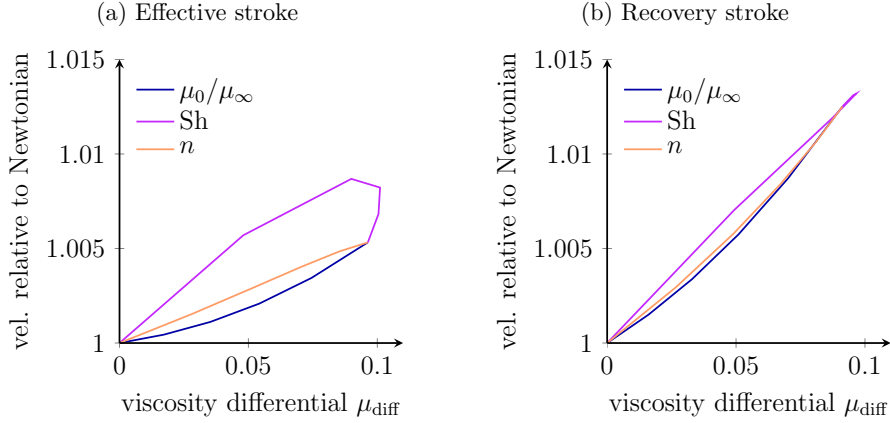 (a) Effective stroke
vel. relative to Newtonian
1.015
1.01
1.005
1
μ0/μ∞
Sh
n
0
0.05
0.1
viscosity differential μdiff
(b) Recovery stroke
vel. relative to Newtonian
1.015
1.01
1.005
1
μ0/μ∞
Sh
n
0
0.05
0.1
viscosity differential μdiff